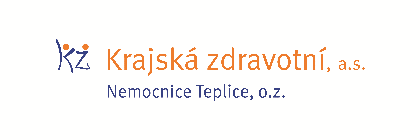 kz Krajská zdravotní, a.s.
Nemocnice Teplice, o.z.